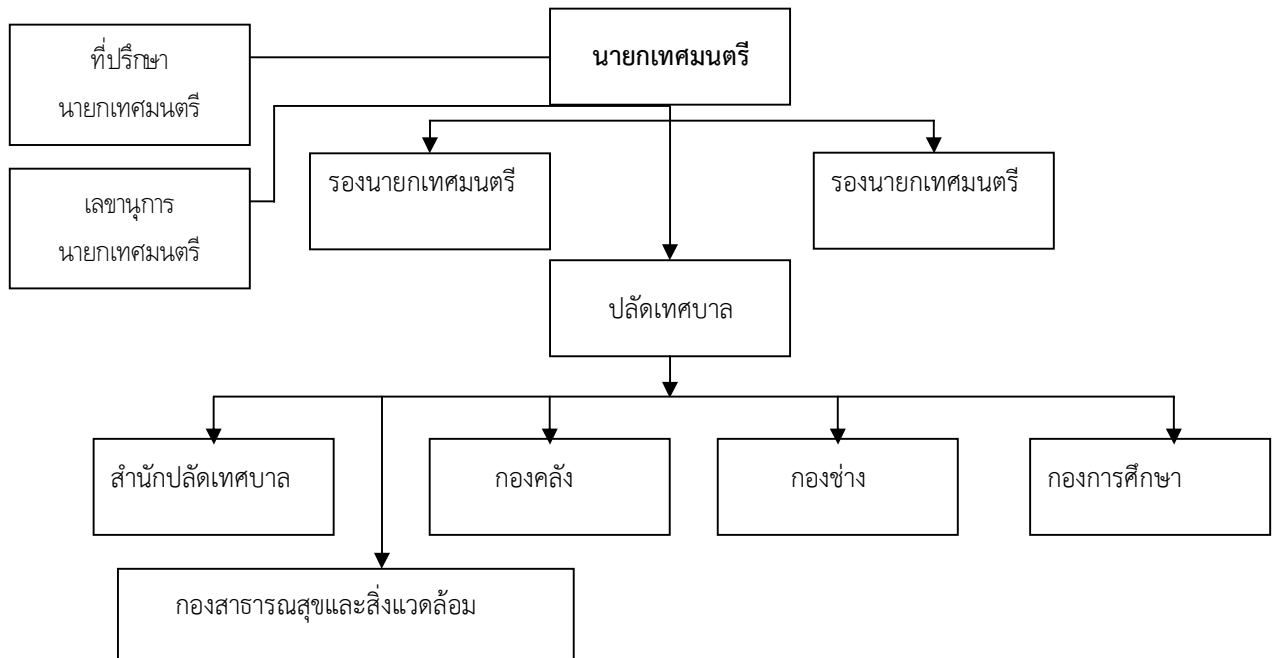 นายกเทศมนตรี
ที่ปรึกษา
นายกเทศมนตรี
รองนายกเทศมนตรี
รองนายกเทศมนตรี
เลขานุการ
นายกเทศมนตรี
ปลัดเทศบาล
สำนักปลัดเทศบาล
กองคลัง
กองช่าง
กองการศึกษา
กองสาธารณสุขและสิ่งแวดล้อม